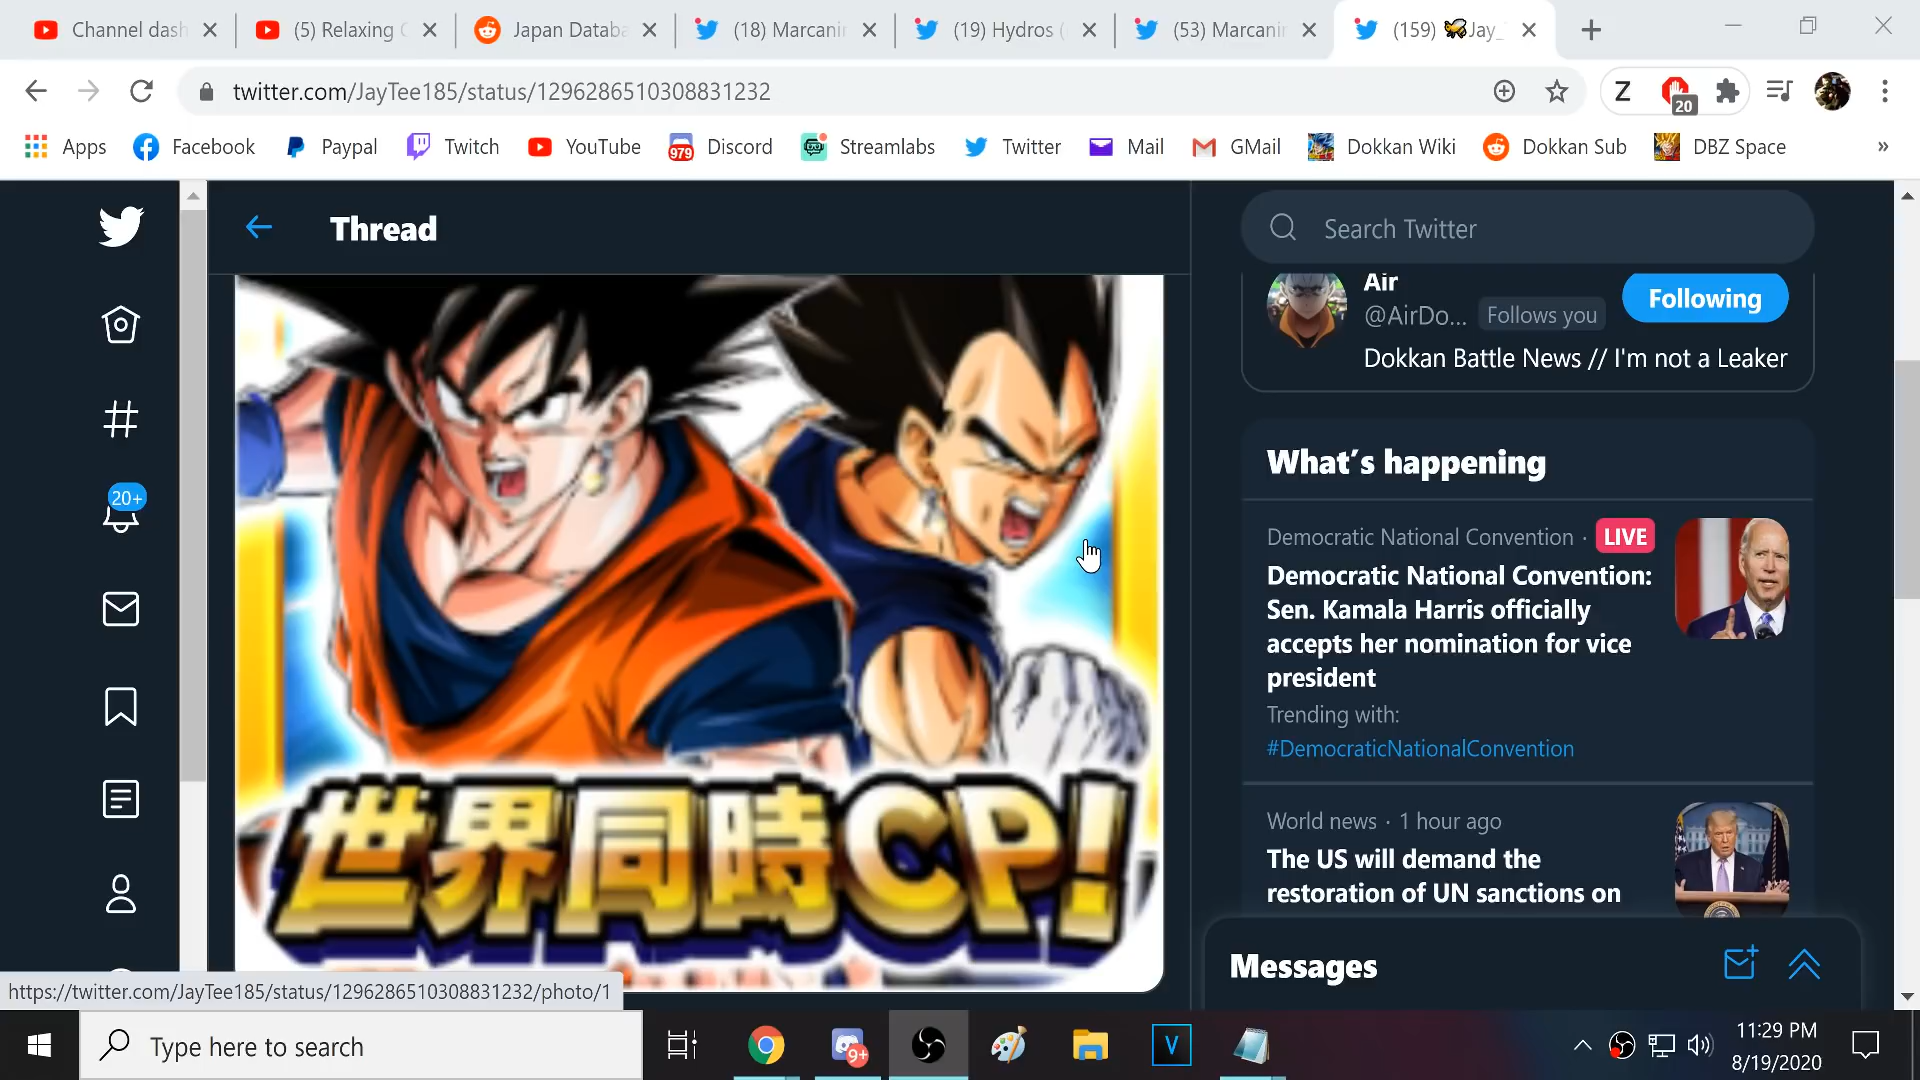 Channel dash
(5) Relaxing C
Japan Databa
(18) Marcanin
(19) Hydros (
(53) Marcanin
(159) Jay_
twitter.com/JayTee185/status/1296286510308831232
Z
20
Apps
Facebook
Paypal
Twitch
YouTube
979
Discord
Streamlabs
Twitter
Mail
GMail
Dokkan Wiki
Dokkan Sub
DBZ Space
»
Thread
Search Twitter
Air
@AirDo...
Follows you
Following
Dokkan Battle News // I'm not a Leaker
20+
What's happening
Democratic National Convention · LIVE
Democratic National Convention:
Sen. Kamala Harris officially
accepts her nomination for vice
president
Trending with:
#DemocraticNationalConvention
World news · 1 hour ago
The US will demand the
restoration of UN sanctions on
世界同時CP!
Messages
https://twitter.com/JayTee185/status/1296286510308831232/photo/1
Type here to search
9+
V
11:29 PM
8/19/2020